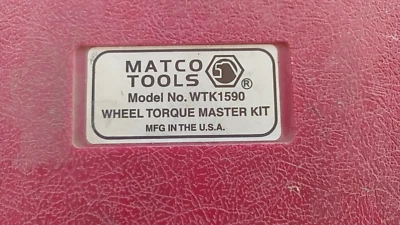 MATCO
TOOLS ®
Model No. WTK1590
WHEEL TORQUE MASTER KIT
MFG IN THE U.S.A.